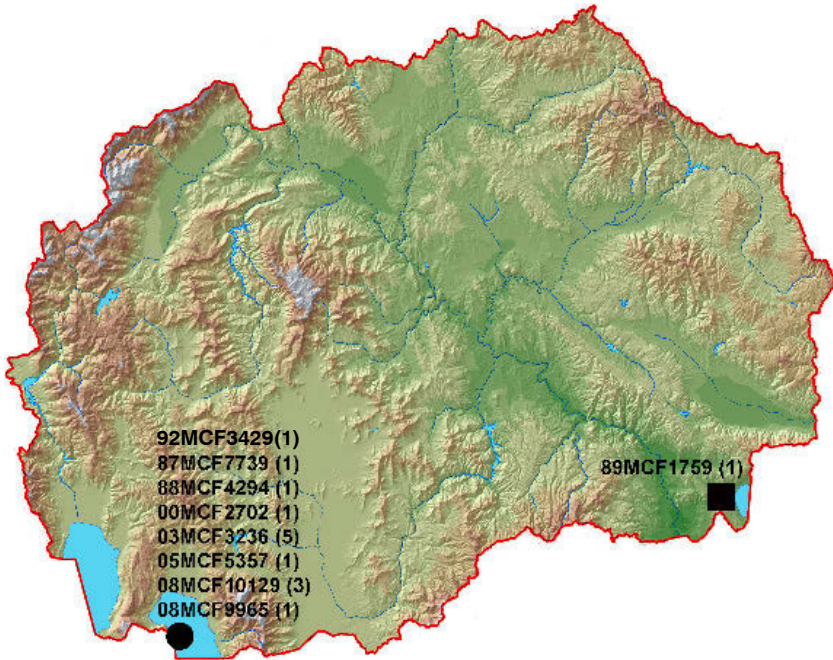 92MCF3429(1)
87MCF7739 (1)
88MCF4294 (1)
00MCF2702 (1)
03MCF3236 (5)
05MCF5357 (1)
08MCF10129 (3)
08MCF9965 (1)
89MCF1759 (1)